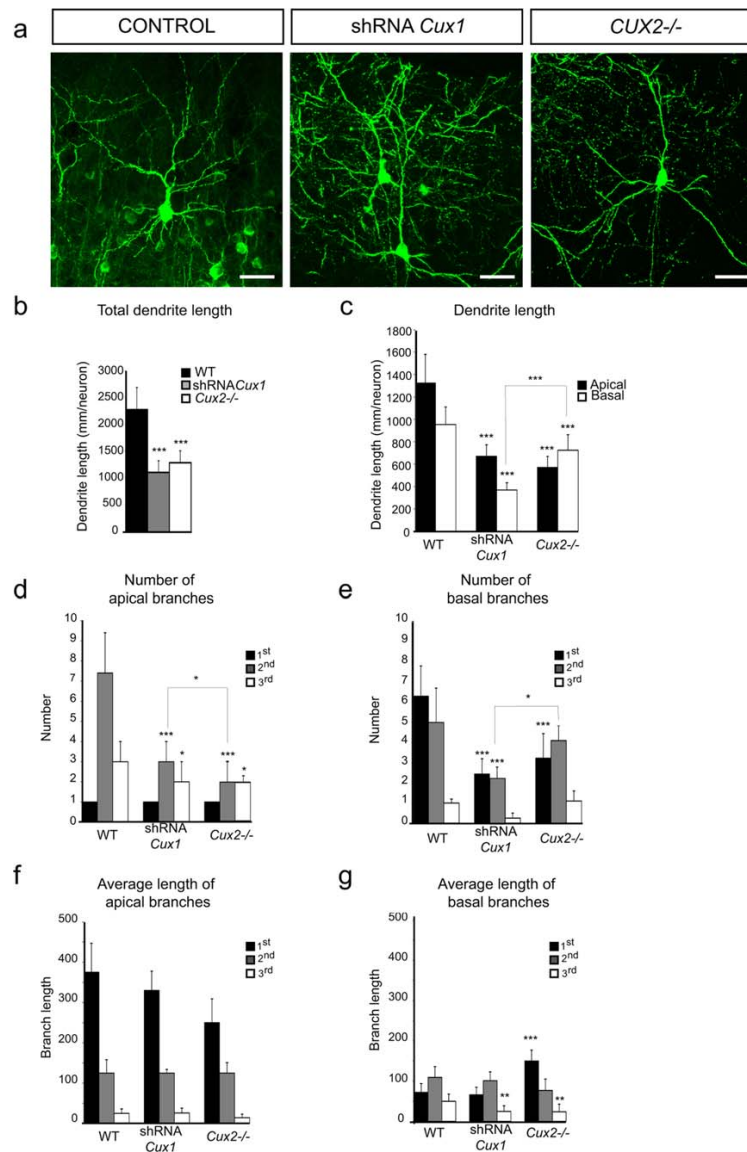 a
CONTROL
shRNA Cux1
CUX2-/-
b
Total dendrite length
Dendrite length (mm/neuron)
3000
2500
2000
1500
1000
500
0
WT
shRNACux1
Cux2-/-
***
***
c
Dendrite length
Dendrite length (mm/neuron)
1800
1600
1400
1200
1000
800
600
400
200
0
Apical
Basal
***
***
***
***
***
WT
shRNA
Cux1
Cux2-/-
d
Number of
apical branches
Number
10
9
8
7
6
5
4
3
2
1
0
1st
2nd
3rd
*
***
*
***
*
WT
shRNA
Cux1
Cux2-/-
e
Number of
basal branches
Number
10
9
8
7
6
5
4
3
2
1
0
1st
2nd
3rd
*
***
***
***
WT
shRNA
Cux1
Cux2-/-
f
Average length of
apical branches
Branch length
500
400
300
200
100
0
1st
2nd
3rd
WT
shRNA
Cux1
Cux2-/-
g
Average length of
basal branches
Branch length
500
400
300
200
100
0
1st
2nd
3rd
**
***
**
WT
shRNA
Cux1
Cux2-/-